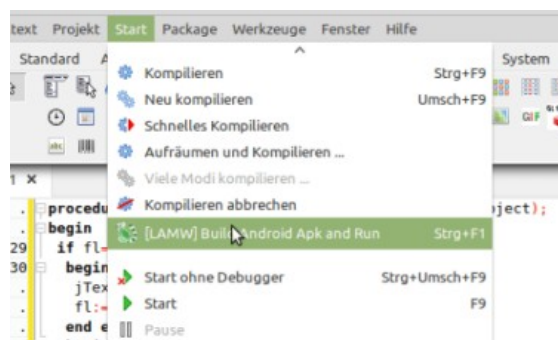 text Projekt Start Package Werkzeuge Fenster Hilfe
Standard System
Kompilieren Strg+F9
Neu kompilieren Umsch+F9
Schnelles Kompilieren
GIF
Aufräumen und Kompilieren ...
abc
Viele Modi kompilieren ...
1 ×
Kompilieren abbrechen
procedu ject);
begin
[LAMW] Build Android Apk and Run Strg+F1
29 if fl=
30 begin
Start ohne Debugger Strg+Umsch+F9
jTex
fl:=
Start F9
end e
Pause